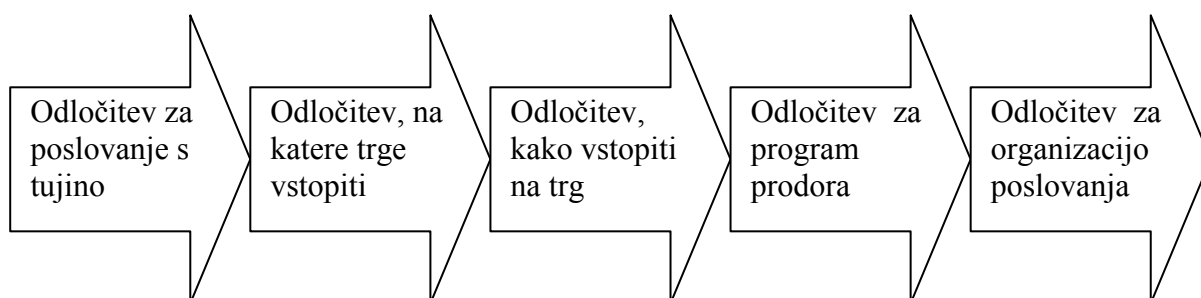 Odločitev za
poslovanje s
tujino
Odločitev, na
katere trge
vstopiti
Odločitev,
kako vstopiti
na trg
Odločitev za
program
prodora
Odločitev za
organizacijo
poslovanja